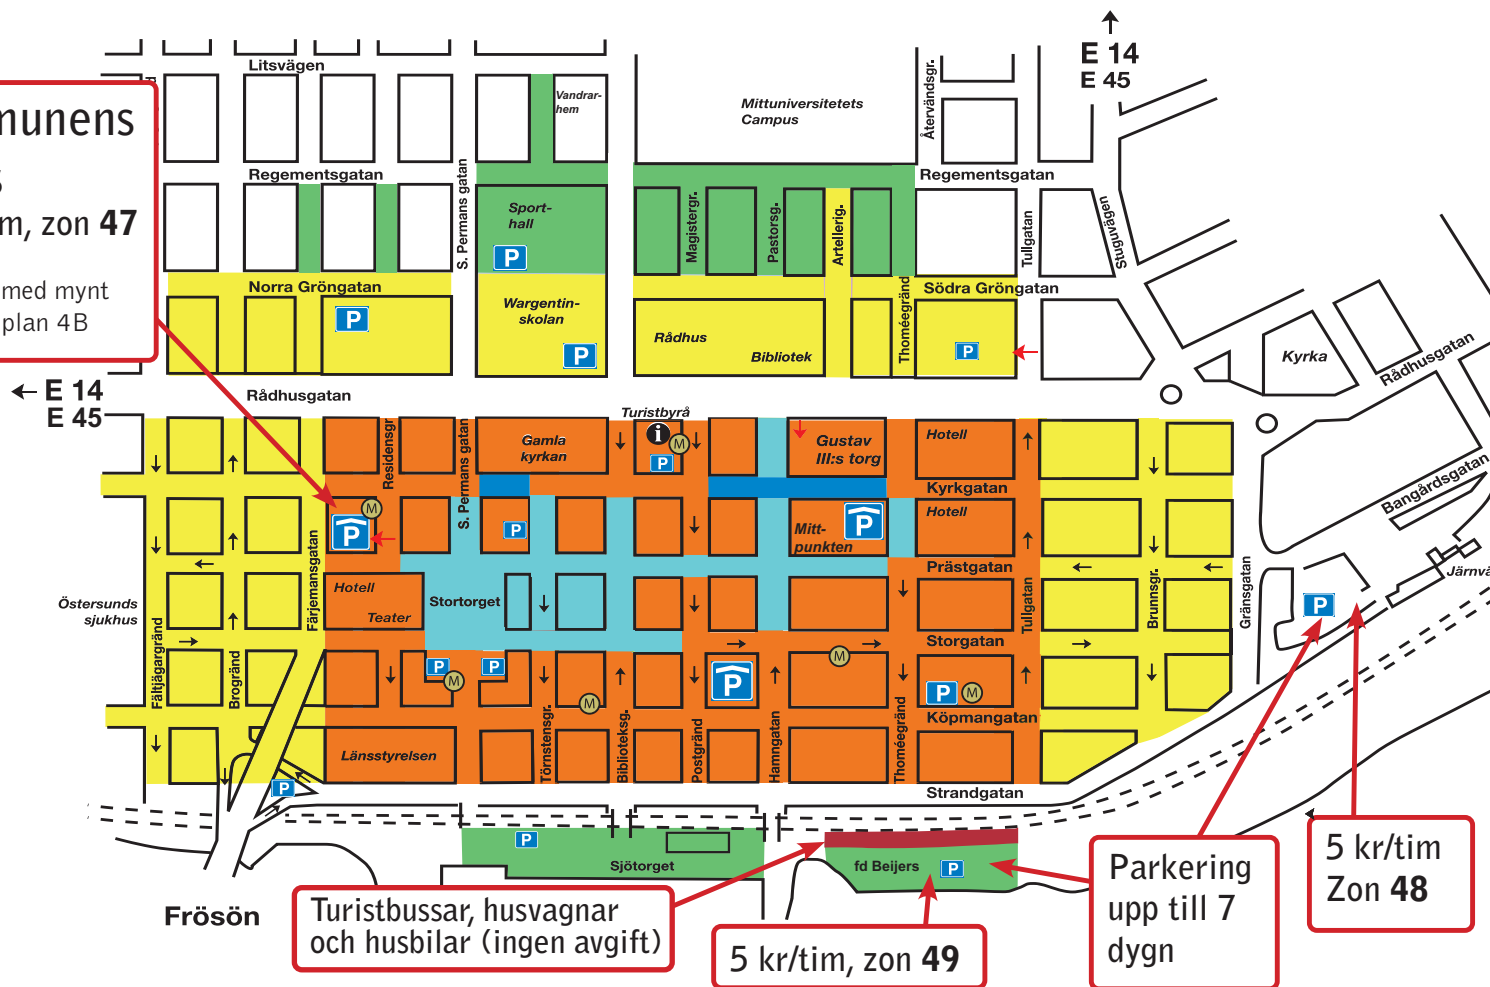 E 14
E 45
Litsvägen
Vandrar-
hem
Mittuniversitetets
Campus
Återvändsgr.
munens
zon 47
med mynt
plan 4B
Regementsgatan
Regementsgatan
S. Permans gatan
Sport-
hall
P
Magistergr.
Pastorsg.
Artellerig.
Tullgatan
Stuguvägen
Norra Gröngatan
Södra Gröngatan
P
Wargentin-
skolan
P
Rådhus
Bibliotek
Thoméegränd
P
Kyrka
Rådhusgatan
E 14
E 45
Rådhusgatan
Turistbyrå
i
M
P
Residensgr.
S. Permans gatan
Gamla
kyrkan
Gustav
III:s torg
Hotell
Kyrkgatan
Bangårdsgatan
M
P
P
Mitt-
punkten
P
Hotell
Färjemansgatan
Prästgatan
Östersunds
sjukhus
Hotell
Teater
Stortorget
Tullgatan
Brunnsgr.
Gränsgatan
P
Storgatan
Fältjägargränd
Brogränd
P
P
M
M
P
M
P
M
Köpmangatan
Länsstyrelsen
Törnstensgr.
Biblioteksg.
Postgränd
Hamngatan
Thoméegränd
P
Strandgatan
P
Sjötorget
fd Beijers
P
Frösön
Turistbussar, husvagnar
och husbilar (ingen avgift)
5 kr/tim, zon 49
Parkering
upp till 7
dygn
5 kr/tim
Zon 48